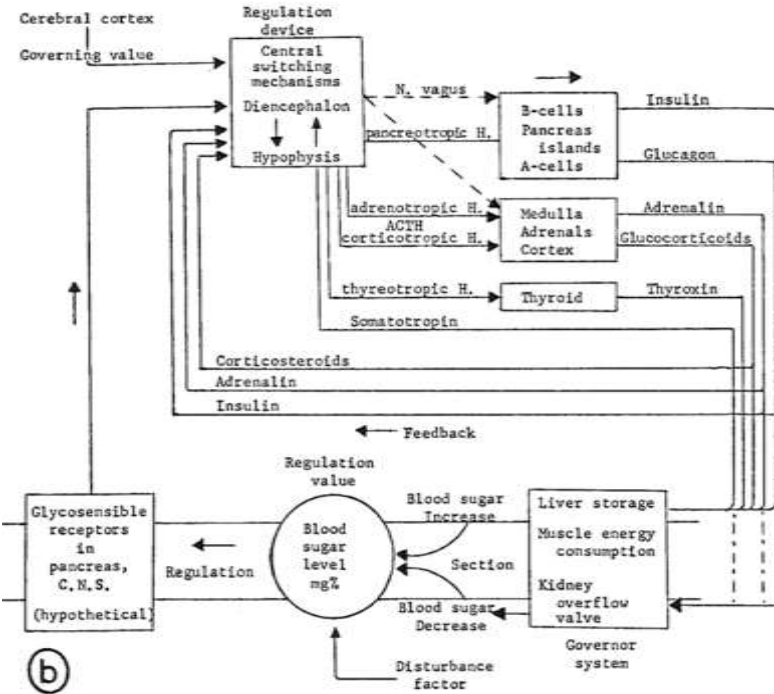 Cerebral cortex
Governing value
Regulation
device
Central
switching
mechanisms
Diencephalon
Hypophysis
N. vagus
pancreotropic H.
B-cells
Pancreas
islands
A-cells
Insulin
Glucagon
adrenotropic H.
ACTH
corticotropic H.
Medulla
Adrenals
Cortex
Adrenalin
Glucocorticoids
thyreotropic H.
Thyroid
Thyroxin
Somatotropin
Corticosteroids
Adrenalin
Insulin
Feedback
Glycosensible
receptors
in
pancreas,
C.N.S.
(hypothetical)
Regulation
Regulation
value
Blood
sugar
level
mg%
Blood sugar
Increase
Section
Blood sugar
Decrease
Disturbance
factor
Liver storage
Muscle energy
consumption
Kidney
overflow
valve
Governor
system
b